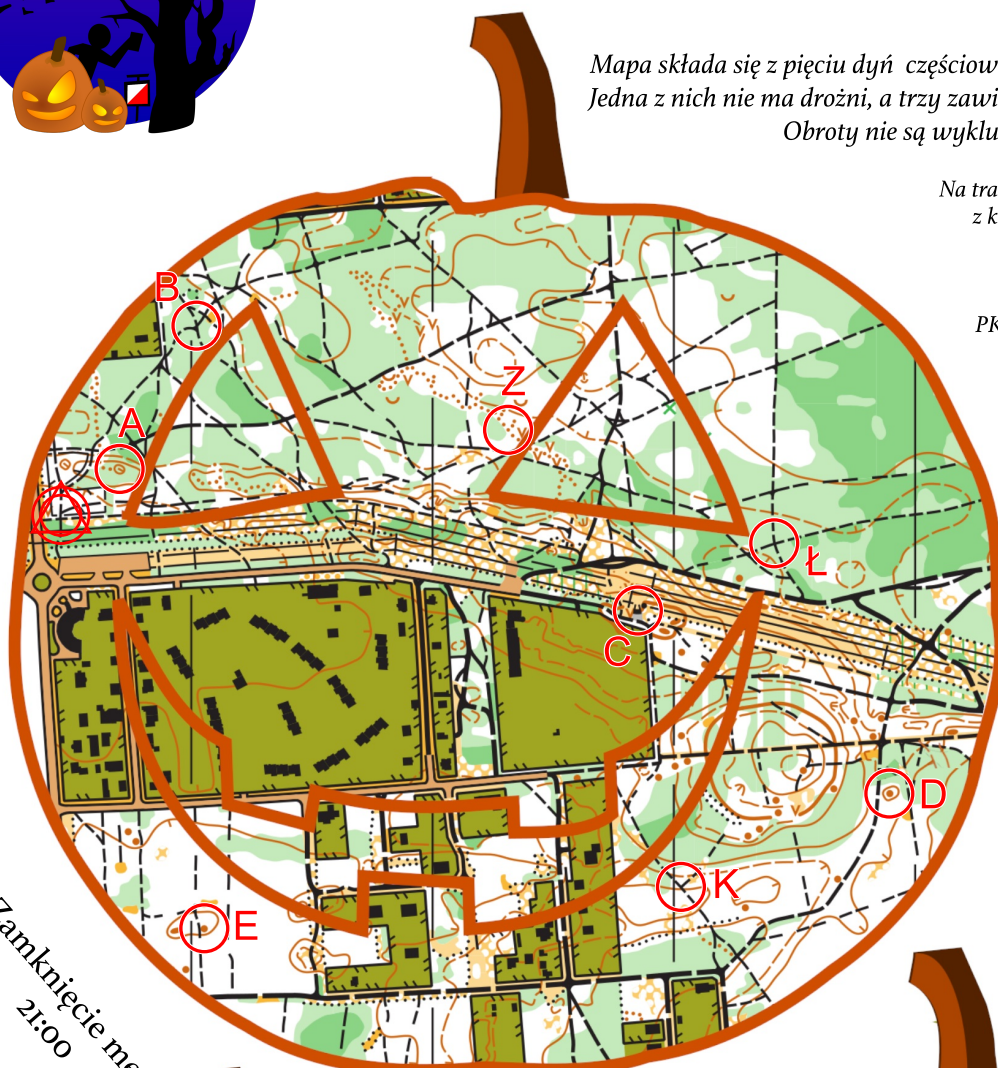 Mapa składa się z pięciu dyń częściow
Jedna z nich nie ma drożni, a trzy zawi
Obroty nie są wyklu
Na tra
z k
PK
B
Z
A
Ł
C
D
K
E
Zamknięcie me
21:00